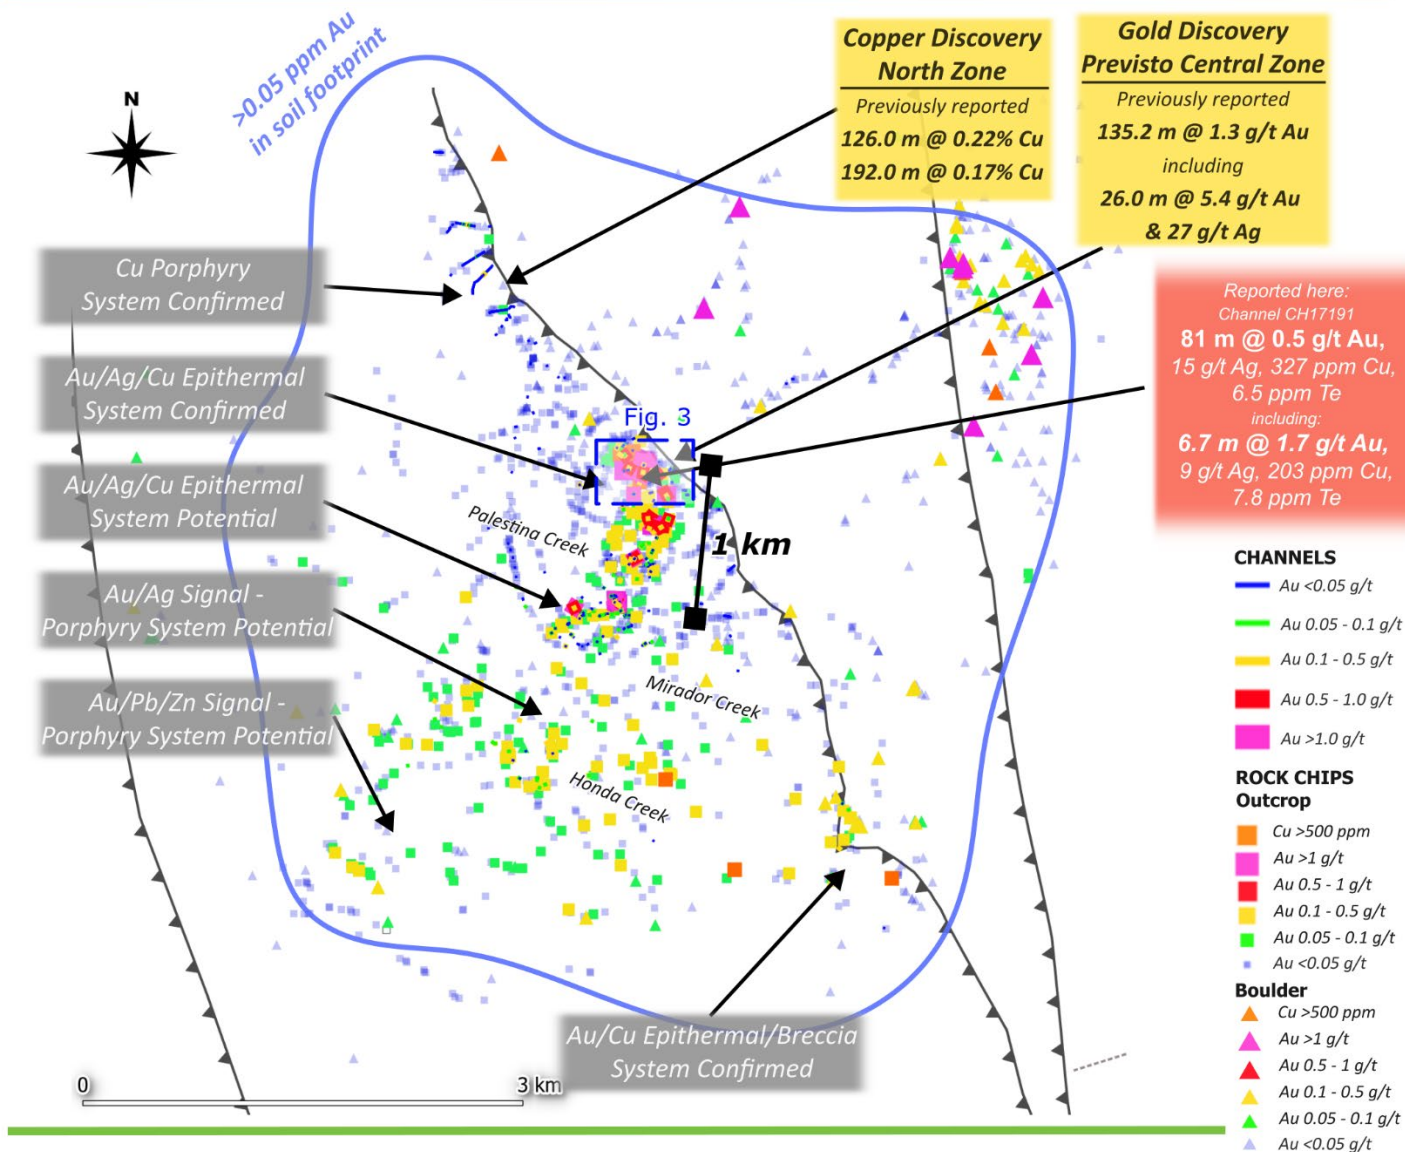 >0.05 ppm Au
in soil footprint
N
Copper Discovery
North Zone
Previously reported
126.0 m @ 0.22% Cu
192.0 m @ 0.17% Cu
Gold Discovery
Previsto Central Zone
Previously reported
135.2 m @ 1.3 g/t Au
including
26.0 m @ 5.4 g/t Au
& 27 g/t Ag
Reported here:
Channel CH17191
81 m @ 0.5 g/t Au,
15 g/t Ag, 327 ppm Cu,
6.5 ppm Te
including:
6.7 m @ 1.7 g/t Au,
9 g/t Ag, 203 ppm Cu,
7.8 ppm Te
Cu Porphyry
System Confirmed
Au/Ag/Cu Epithermal
System Confirmed
Au/Ag/Cu Epithermal
System Potential
Au/Ag Signal -
Porphyry System Potential
Au/Pb/Zn Signal -
Porphyry System Potential
Fig. 3
Palestina Creek
1 km
Mirador Creek
Honda Creek
Au/Cu Epithermal/Breccia
System Confirmed
0
3 km
CHANNELS
Au <0.05 g/t
Au 0.05 - 0.1 g/t
Au 0.1 - 0.5 g/t
Au 0.5 - 1.0 g/t
Au >1.0 g/t
ROCK CHIPS
Outcrop
Cu >500 ppm
Au >1 g/t
Au 0.5 - 1 g/t
Au 0.1 - 0.5 g/t
Au 0.05 - 0.1 g/t
Au <0.05 g/t
Boulder
Cu >500 ppm
Au >1 g/t
Au 0.5 - 1 g/t
Au 0.1 - 0.5 g/t
Au 0.05 - 0.1 g/t
Au <0.05 g/t